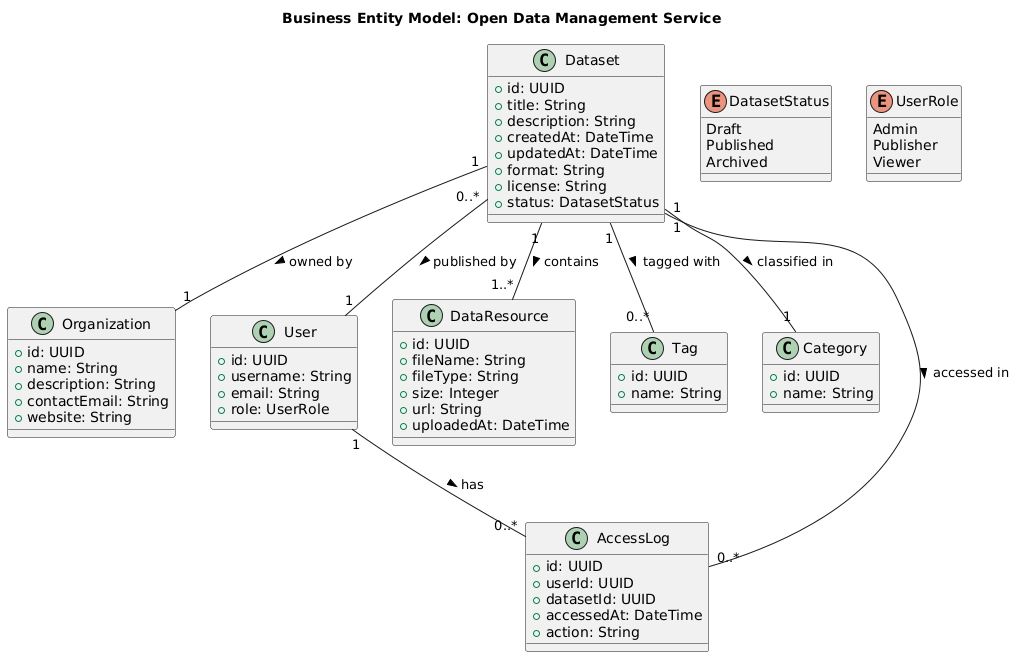 Business Entity Model: Open Data Management Service
C Dataset
id: UUID
title: String
description: String
createdAt: DateTime
updatedAt: DateTime
format: String
license: String
status: DatasetStatus
E DatasetStatus
Draft
Published
Archived
E UserRole
Admin
Publisher
Viewer
1
0..*
1
1
1
1
owned by
published by
contains
tagged with
classified in
accessed in
1
1
1..*
0..*
1
C Organization
id: UUID
name: String
description: String
contactEmail: String
website: String
C User
id: UUID
username: String
email: String
role: UserRole
C DataResource
id: UUID
fileName: String
fileType: String
size: Integer
url: String
uploadedAt: DateTime
C Tag
id: UUID
name: String
C Category
id: UUID
name: String
1
has
0..*
0..*
C AccessLog
id: UUID
userId: UUID
datasetId: UUID
accessedAt: DateTime
action: String